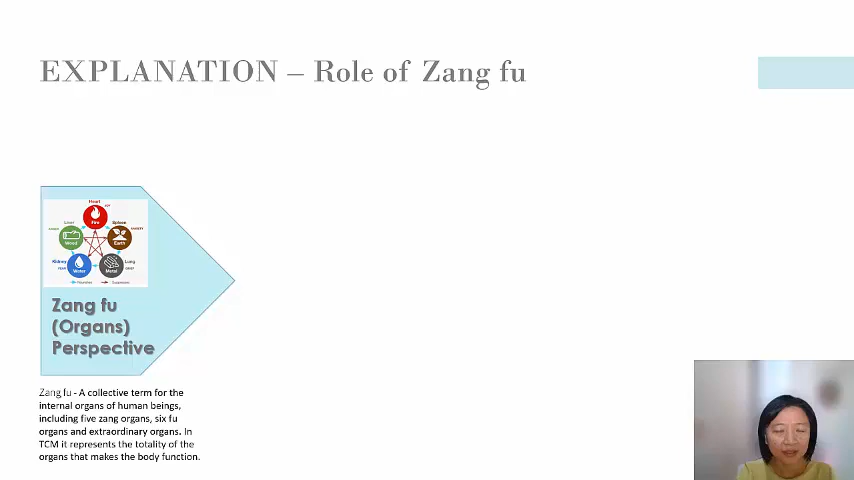 EXPLANATION – Role of Zang fu
Heart
Fire
Liver
Wood
Spleen
Earth
Kidney
Water
Metal
Lung
Zang fu
(Organs)
Perspective
Zang fu - A collective term for the
internal organs of human beings,
including five zang organs, six fu
organs and extraordinary organs. In
TCM it represents the totality of the
organs that makes the body function.